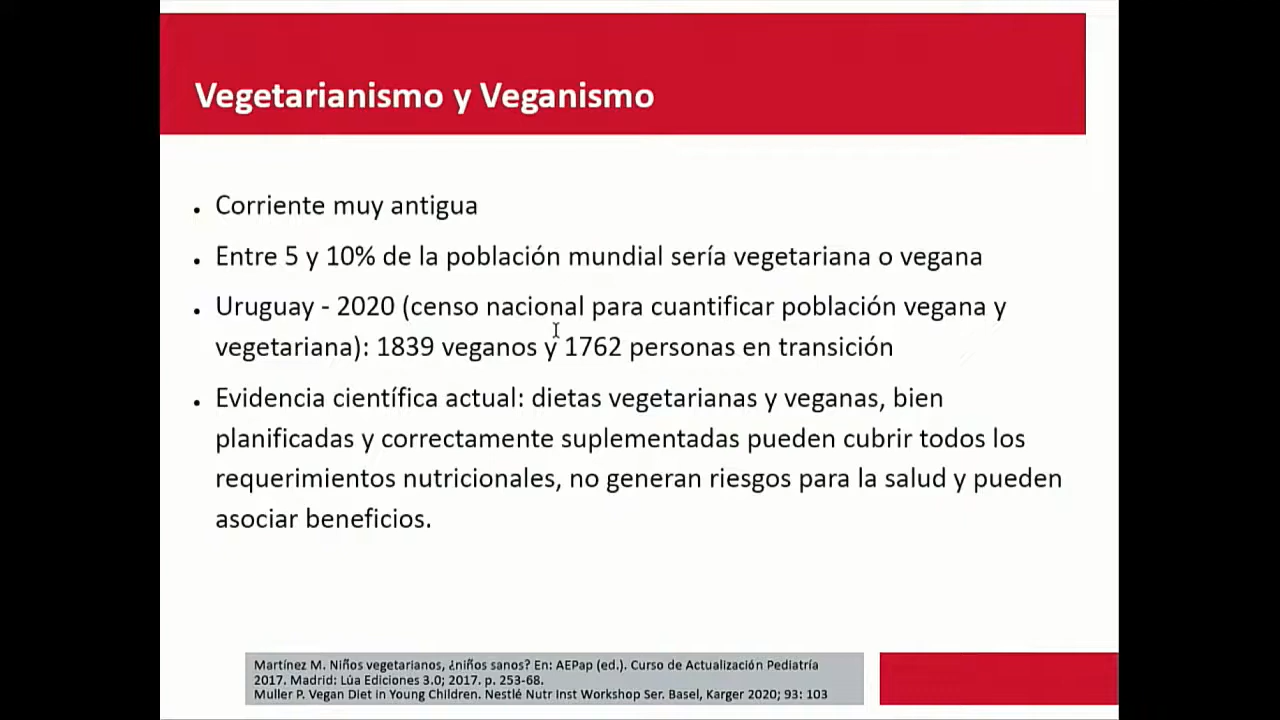 Vegetarianismo y Veganismo
• Corriente muy antigua
• Entre 5 y 10% de la población mundial sería vegetariana o vegana
• Uruguay - 2020 (censo nacional para cuantificar población vegana y
vegetariana): 1839 veganos y 1762 personas en transición
• Evidencia científica actual: dietas vegetarianas y veganas, bien
planificadas y correctamente suplementadas pueden cubrir todos los
requerimientos nutricionales, no generan riesgos para la salud y pueden
asociar beneficios.
Martínez M. Niños vegetarianos, ¿niños sanos? En: AEPap (ed.). Curso de Actualización Pediatría
2017. Madrid: Lúa Ediciones 3.0; 2017. p. 253-68.
Muller P. Vegan Diet in Young Children. Nestlé Nutr Inst Workshop Ser. Basel, Karger 2020; 93: 103